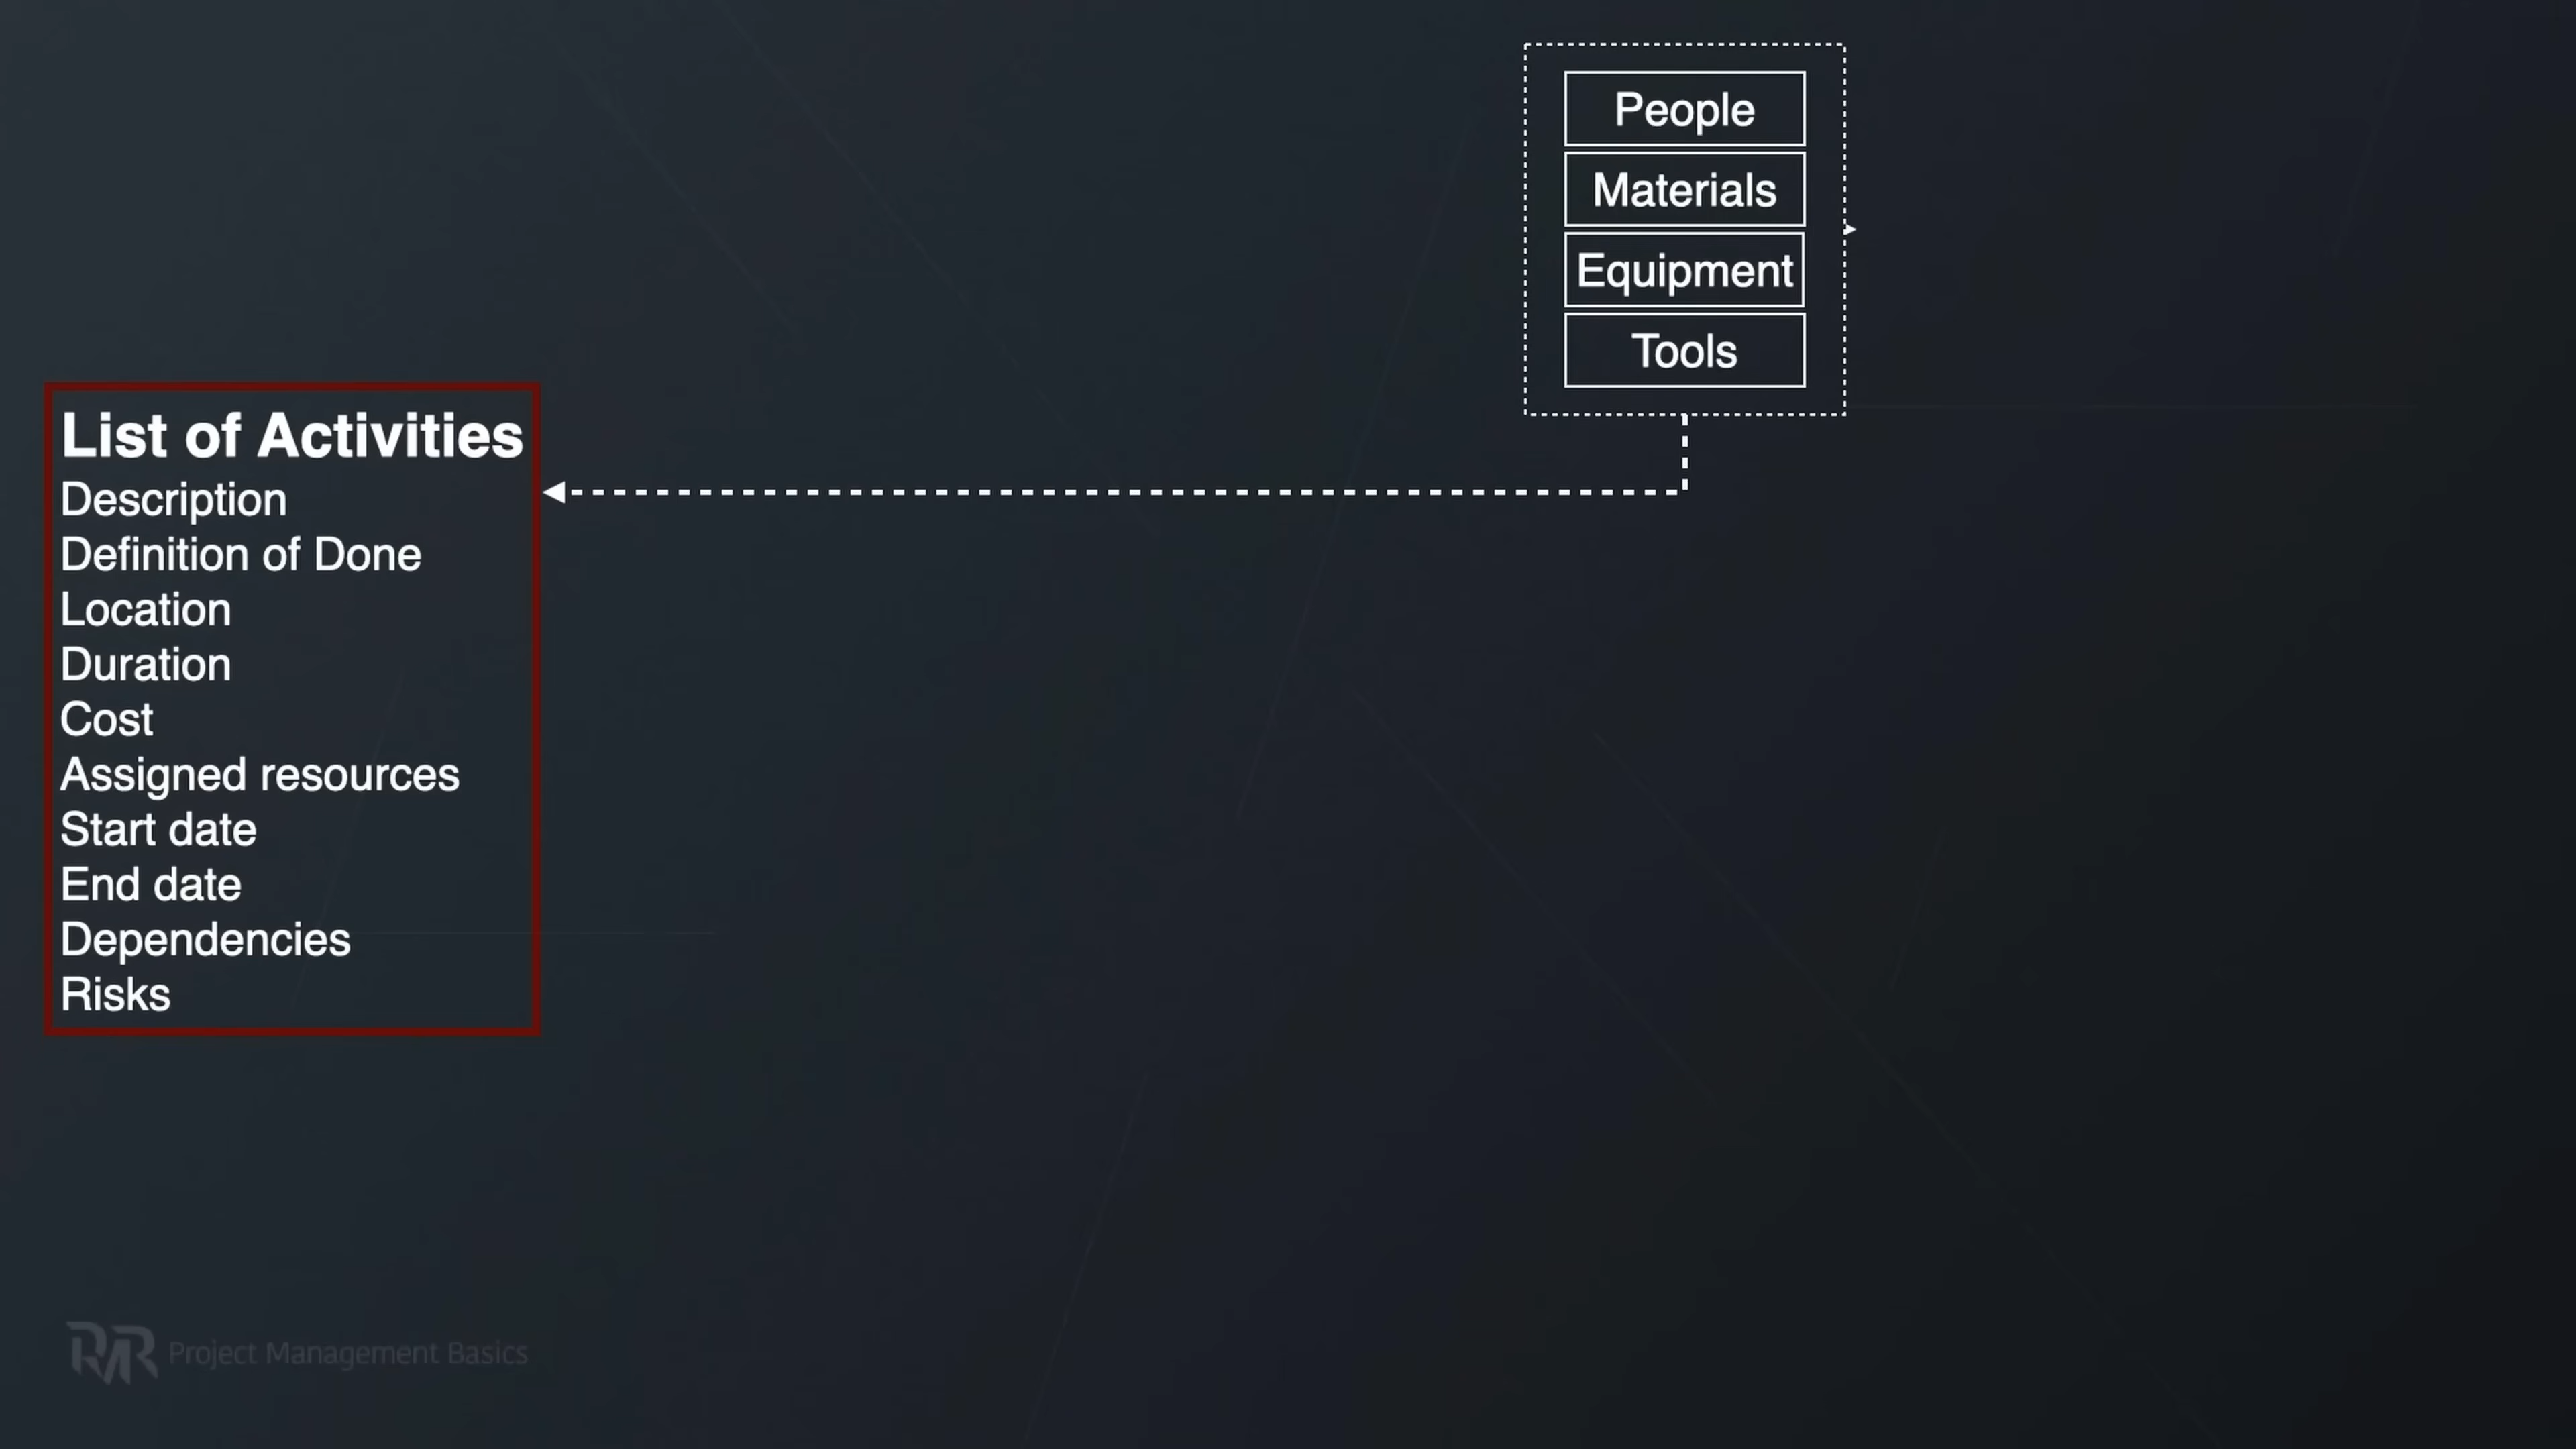 People
Materials
Equipment
Tools
List of Activities
Description
Definition of Done
Location
Duration
Cost
Assigned resources
Start date
End date
Dependencies
Risks
Project Management Basics